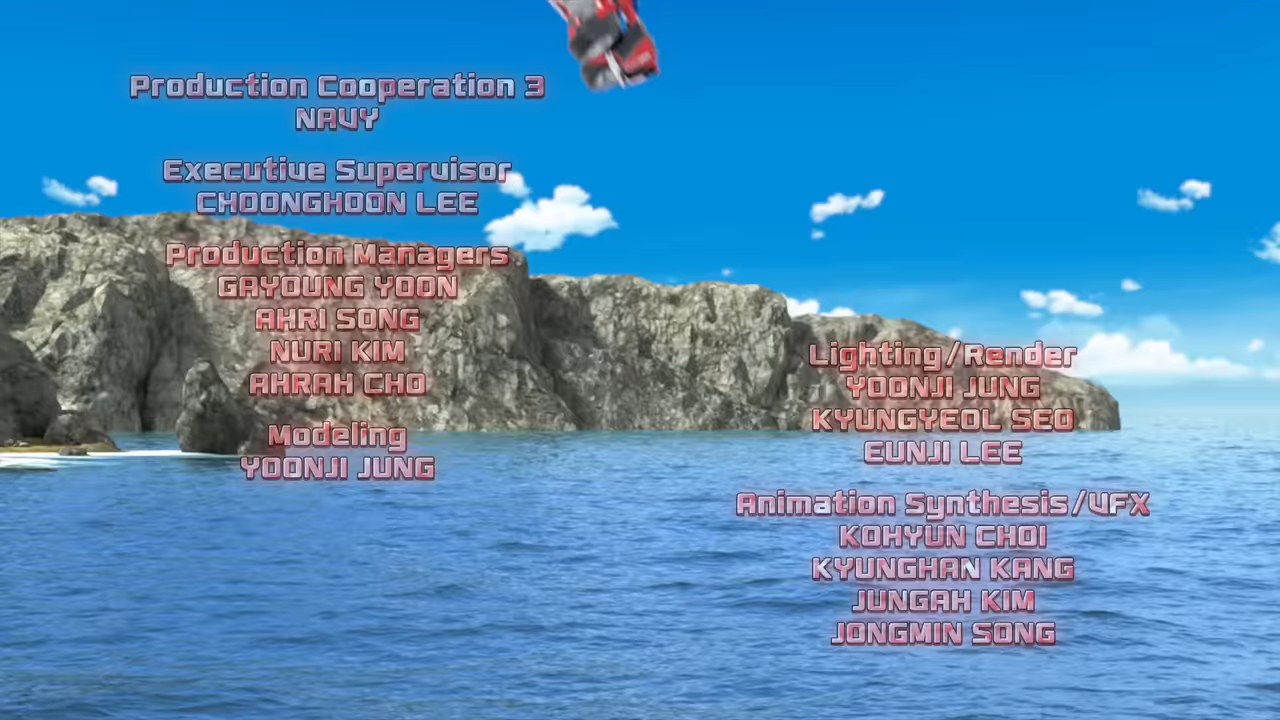 Production Cooperation 3
NAVY
Executive Supervisor
CHOONGHOON LEE
Production Managers
GAYOUNG YOON
AHRI SONG
NURI KIM
AHRAH CHO
Modeling
YOONJI JUNG
Lighting/Render
YOONJI JUNG
KYUNGYEOL SEO
EUNJI LEE
Animation Synthesis/VFX
KOHYUN CHOI
KYUNGHAN KANG
JUNGAH KIM
JONGMIN SONG